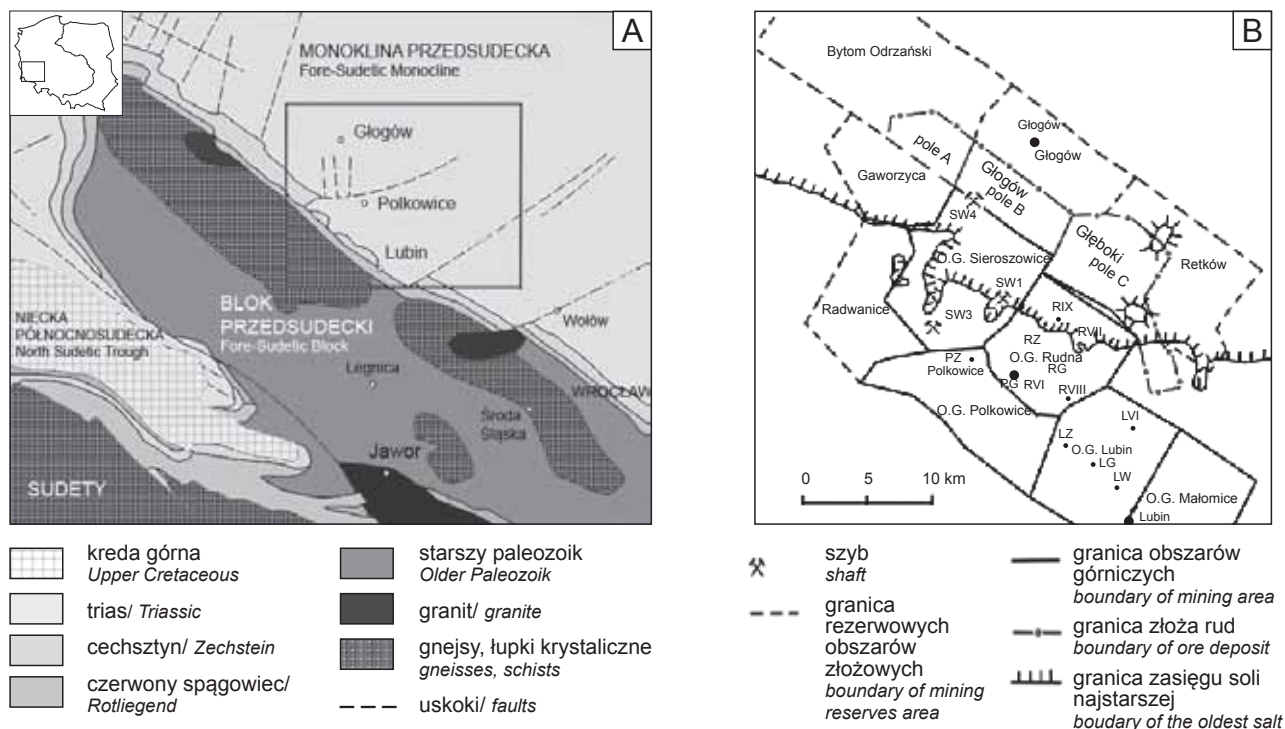 A
MONOKLINA PRZEDSUDECKA
Fore-Sudetic Monocline
Głogów
Polkowice
Lubin
BLOK
PRZEDSUDECKI
Fore-Sudetic Block
NIECKA
PÓŁNOCNOSUDECKA
North Sudetic Trough
Wołów
Legnica
WROCŁAW
Środa
Śląska
Jawor
SUDETY
B
Bytom Odrzański
Głogów
Głogów
pole A
Gaworzyca
Głogów
pole B
SW4
Głęboki
pole C
O.G. Sieroszowice
Retków
SW1
Radwanice
SW3
RIX
RVII
RZ
PZ
Polkowice
O.G. Rudna
RG
PG
RVI
RVIII
O.G. Polkowice
LVI
LZ
O.G. Lubin
LG
LW
O.G. Małomice
Lubin
0 5 10 km
kreda górna
Upper Cretaceous
trias/ Triassic
cechsztyn/ Zechstein
czerwony spągowiec/
Rotliegend
starszy paleozoik
Older Paleozoik
granit/ granite
gnejsy, łupki krystaliczne
gneisses, schists
uskoki/ faults
szyb
shaft
granica
rezerwowych
obszarów
złożowych
boundary of mining
reserves area
granica obszarów
górniczych
boundary of mining area
granica złoża rud
boundary of ore deposit
granica zasięgu soli
najstarszej
boudary of the oldest salt